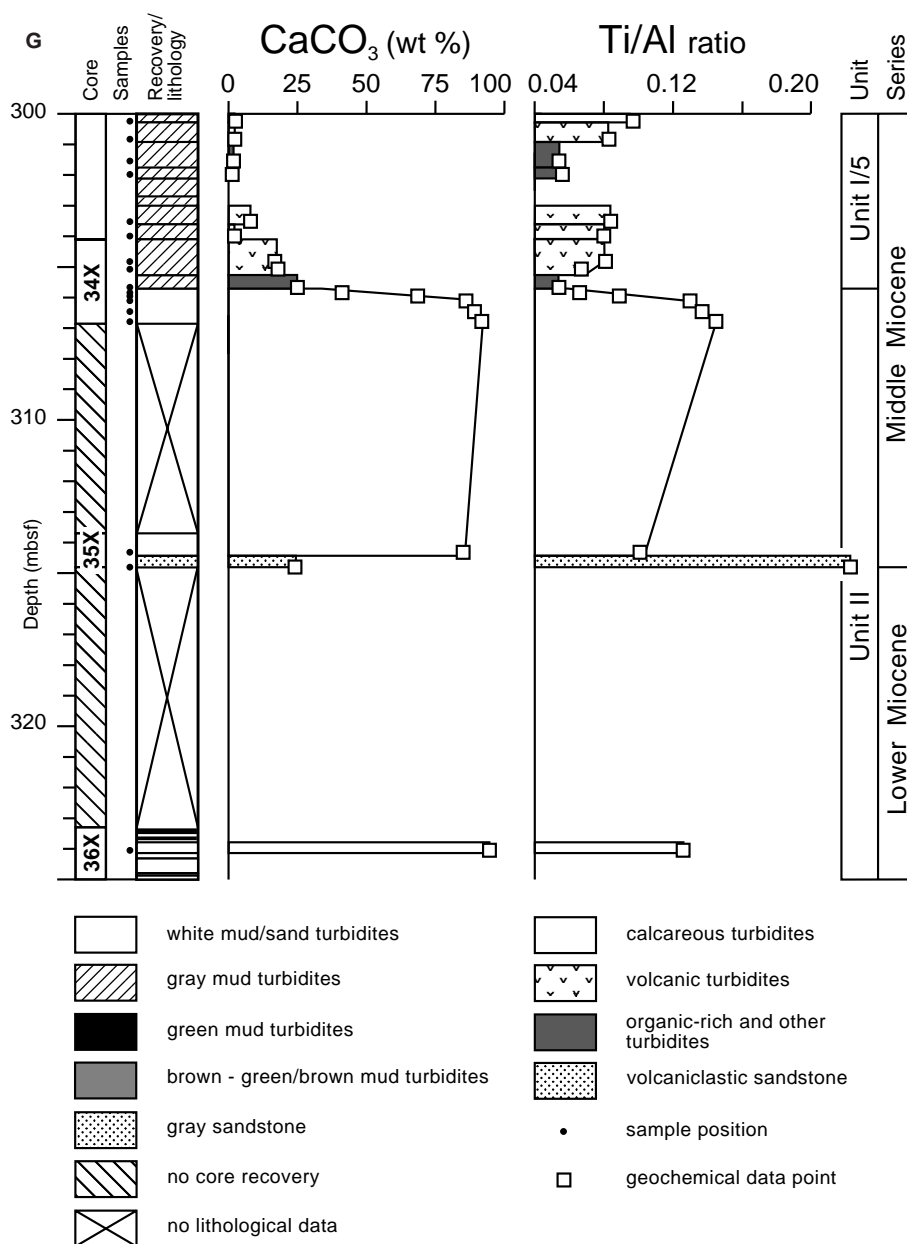 G
Core
Samples
Recovery/
lithology
CaCO3 (wt %)
0 25 50 75 100
Ti/Al ratio
0.04 0.12 0.20
Unit
Series
300
310
320
Depth (mbsf)
34X
35X
36X
Unit I/5
Unit II
Middle Miocene
Lower Miocene
white mud/sand turbidites
gray mud turbidites
green mud turbidites
brown - green/brown mud turbidites
gray sandstone
no core recovery
no lithological data
calcareous turbidites
volcanic turbidites
organic-rich and other
turbidites
volcaniclastic sandstone
sample position
geochemical data point